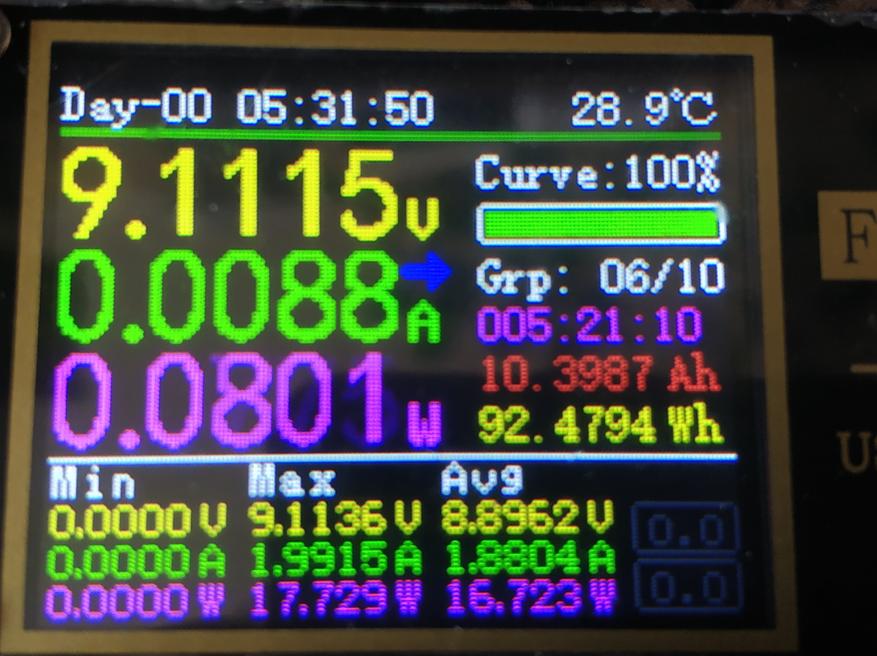 Day-00 05:31:50 28.9℃
9.1115V
0.0088A
0.0801W
Curve:100%
Grp: 06/10
005:21:10
10.3987 Ah
92.4794 Wh
Min Max Avg
0.0000V 9.1136V 8.8962V
0.0000A 1.9915A 1.8804A
0.0000W 17.729W 16.723W
0.0
0.0
F
US